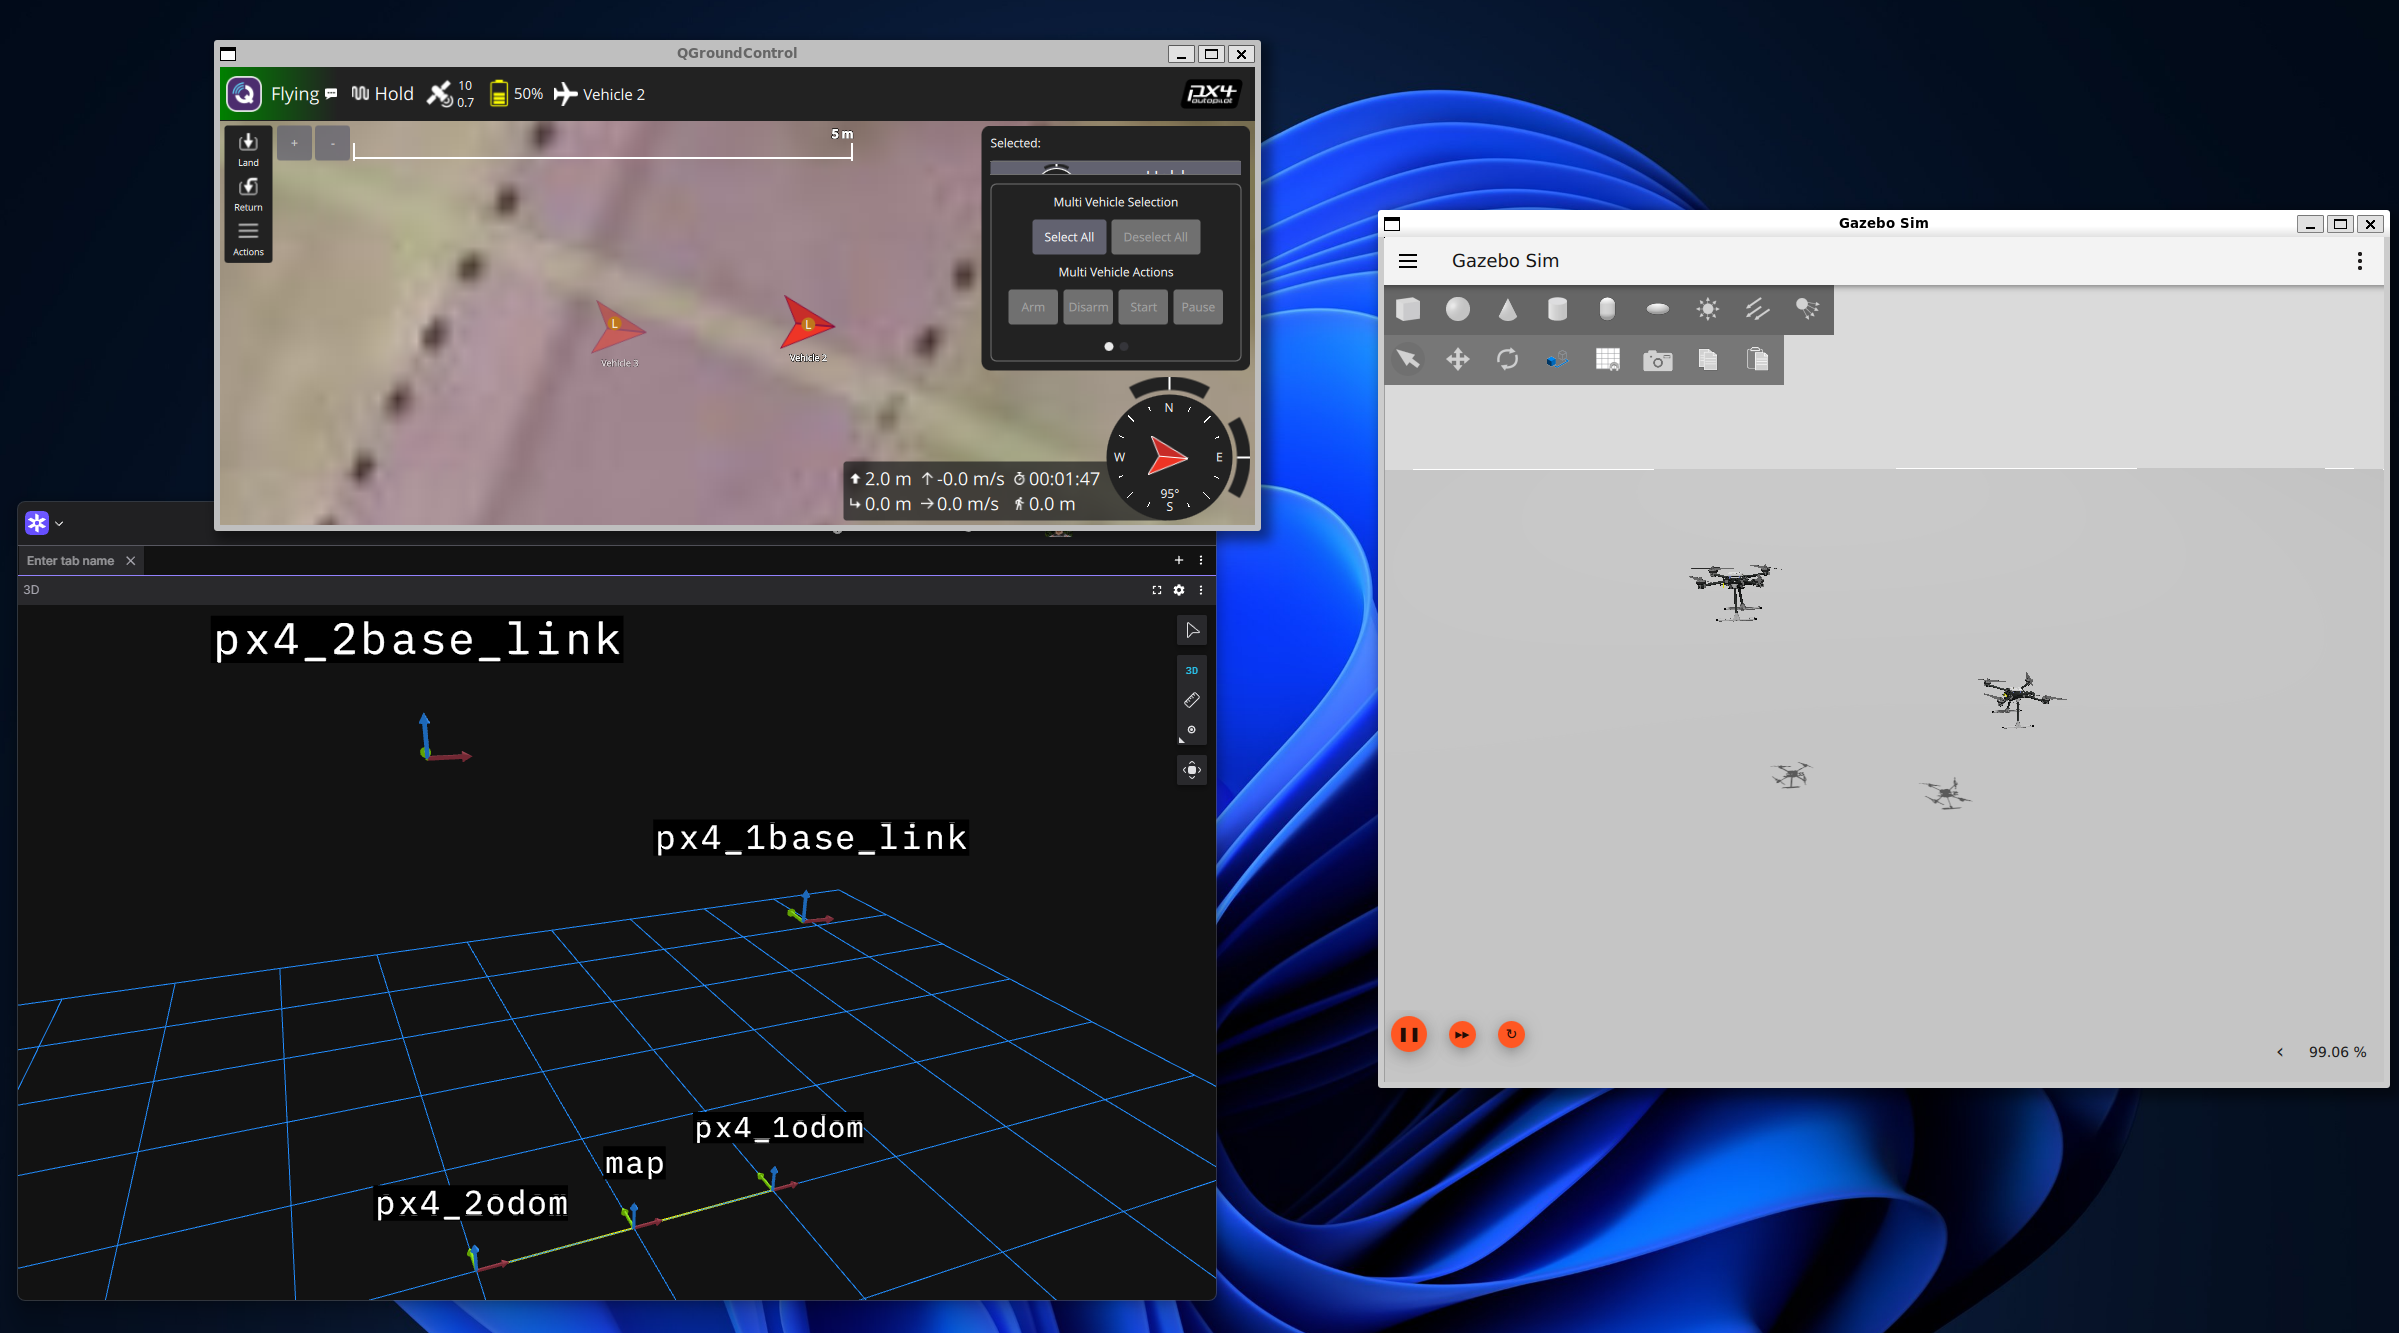 QGroundControl
Flying
Hold
10
0.7
50%
Vehicle 2
px4
autopilot
Land
Return
Actions
+
-
5 m
Selected:
Multi Vehicle Selection
Select All
Deselect All
Multi Vehicle Actions
Arm
Disarm
Start
Pause
L
Vehicle 3
L
Vehicle 2
N
W
E
95°
S
2.0 m
-0.0 m/s
00:01:47
0.0 m
0.0 m/s
0.0 m
Enter tab name
3D
3D
px4_2base_link
px4_1base_link
px4_1odom
map
px4_2odom
Gazebo Sim
Gazebo Sim
99.06 %